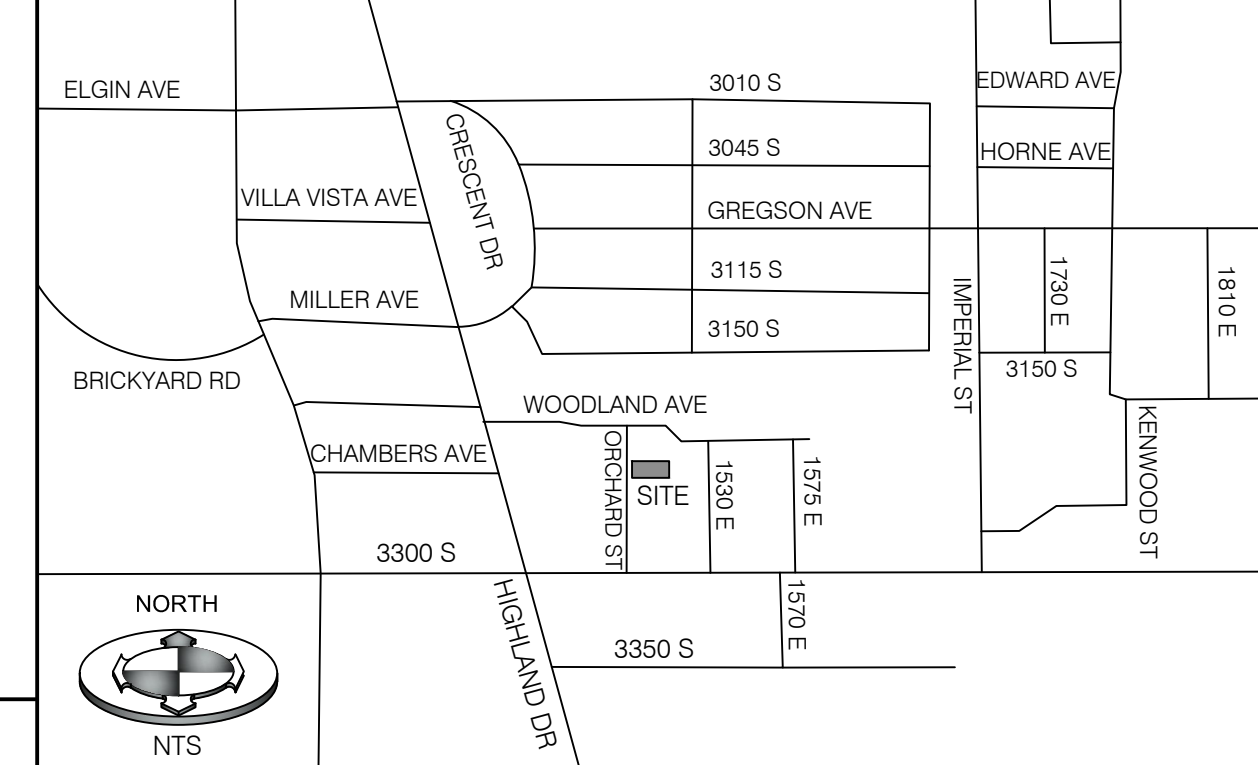 3010 S
ELGIN AVE
EDWARD AVE
CRESCENT DR
3045 S
HORNE AVE
VILLA VISTA AVE
GREGSON AVE
3115 S
1730 E
1810 E
MILLER AVE
IMPERIAL ST
3150 S
3150 S
BRICKYARD RD
WOODLAND AVE
KENWOOD ST
ORCHARD ST
CHAMBERS AVE
1530 E
1575 E
SITE
3300 S
HIGHLAND DR
1570 E
NORTH
3350 S
NTS